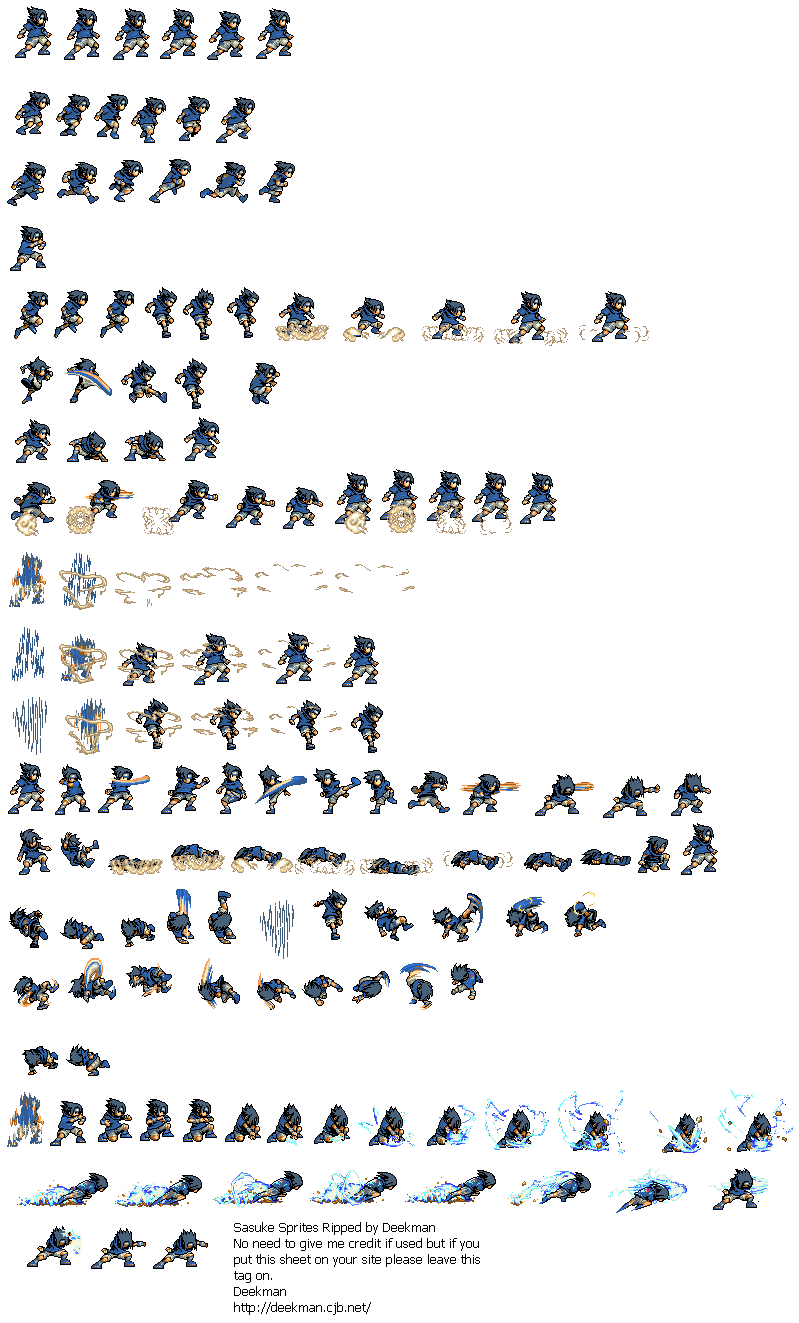 Sasuke Sprites Ripped by Deekman
No need to give me credit if used but if you
put this sheet on your site please leave this
tag on.
Deekman
http://deekman.cjb.net/